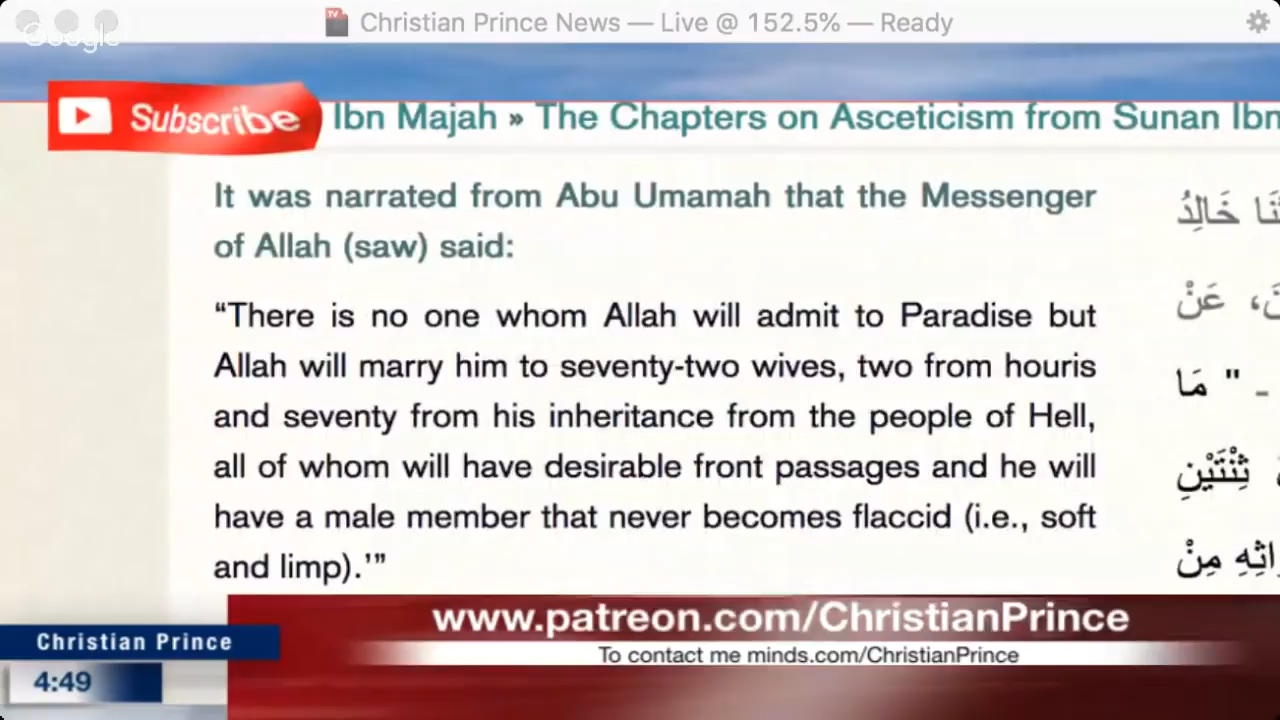 Christian Prince News — Live @ 152.5% — Ready
Google
Subscribe
Ibn Majah » The Chapters on Asceticism from Sunan Ibn
It was narrated from Abu Umamah that the Messenger
of Allah (saw) said:
“There is no one whom Allah will admit to Paradise but
Allah will marry him to seventy-two wives, two from houris
and seventy from his inheritance from the people of Hell,
all of whom will have desirable front passages and he will
have a male member that never becomes flaccid (i.e., soft
and limp).’”
خَالِدُ
عَنْ
" مَا
ثِنْتَيْنِ
مِنْ
www.patreon.com/ChristianPrince
To contact me minds.com/ChristianPrince
Christian Prince
4:49